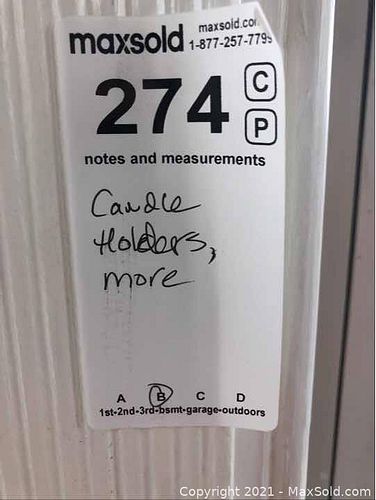 maxsold maxsold.co
1-877-257-779
274 C
P
notes and measurements
Candle
Holders,
more
A B C D
1st-2nd-3rd-bsmt-garage-outdoors
Copyright 2021 - MaxSold.com